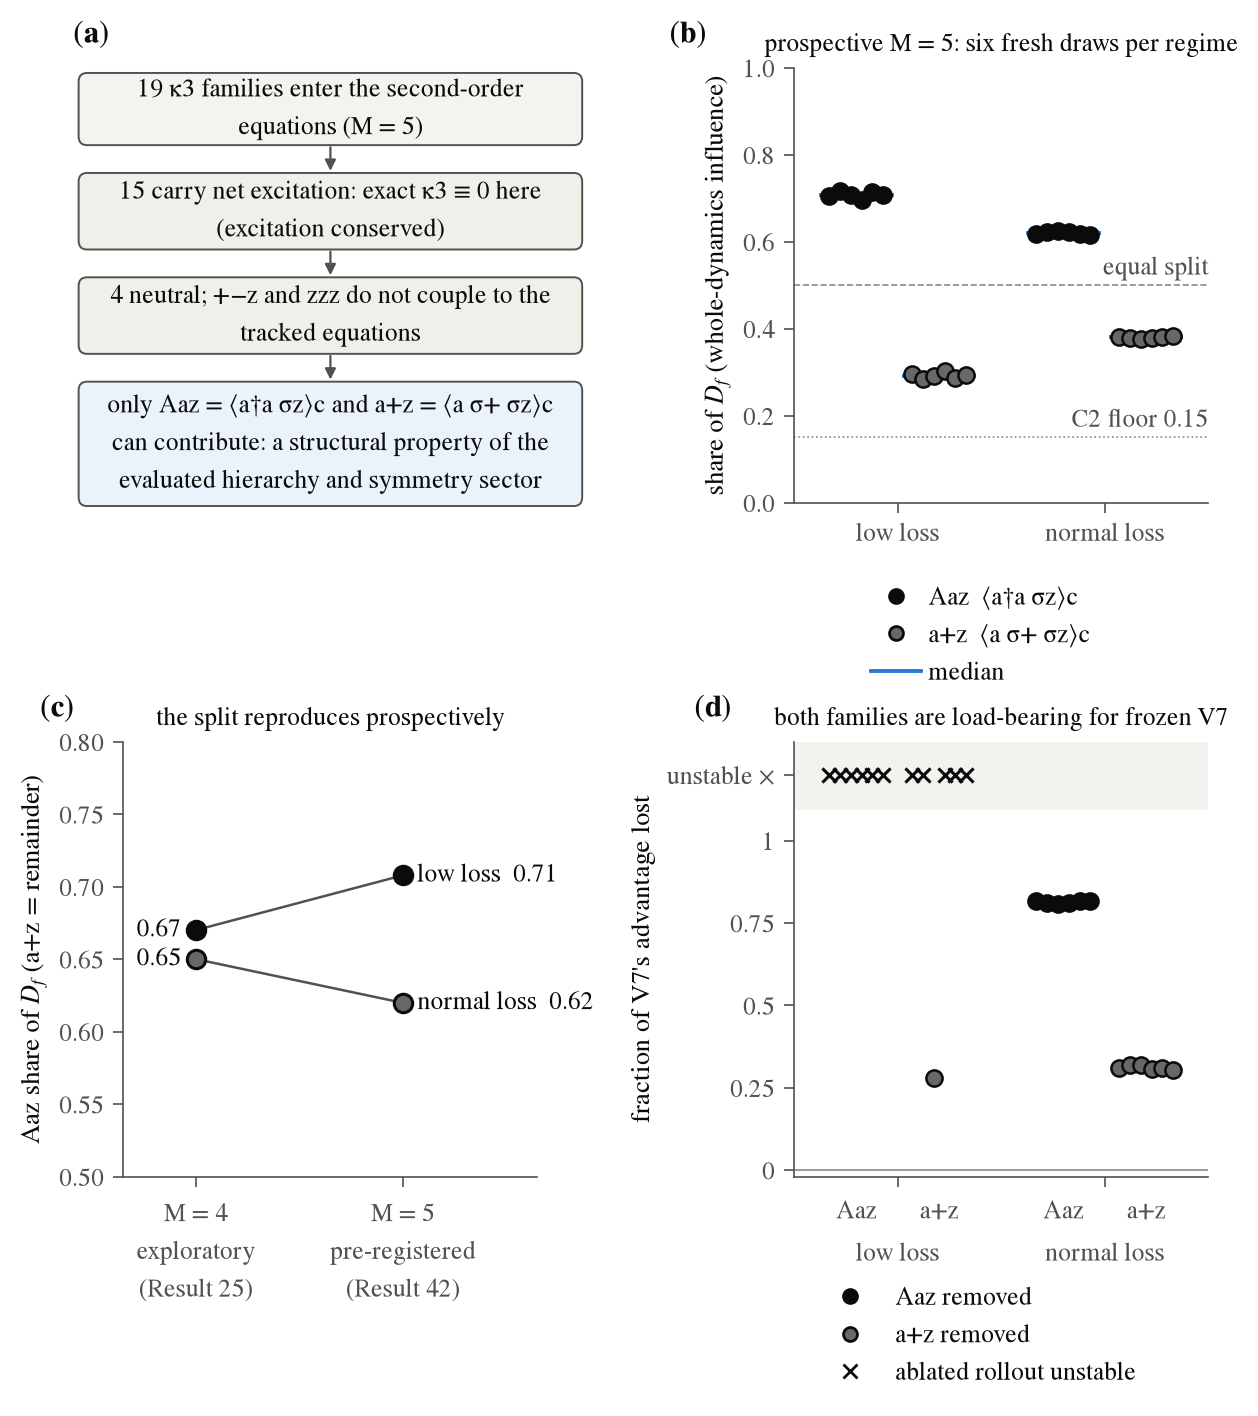 (a)
19 κ3 families enter the second-order
equations (M = 5)
15 carry net excitation: exact κ3 ≡ 0 here
(excitation conserved)
4 neutral; +−z and zzz do not couple to the
tracked equations
only Aaz = ⟨a†a σz⟩c and a+z = ⟨a σ+ σz⟩c
can contribute: a structural property of the
evaluated hierarchy and symmetry sector
(b)
prospective M = 5: six fresh draws per regime
share of D_f (whole-dynamics influence)
1.0
0.8
0.6
0.4
0.2
0.0
equal split
C2 floor 0.15
low loss
normal loss
Aaz ⟨a†a σz⟩c
a+z ⟨a σ+ σz⟩c
median
(c)
the split reproduces prospectively
Aaz share of D_f (a+z = remainder)
0.80
0.75
0.70
0.65
0.60
0.55
0.50
0.67
0.65
low loss 0.71
normal loss 0.62
M = 4
exploratory
(Result 25)
M = 5
pre-registered
(Result 42)
(d)
both families are load-bearing for frozen V7
fraction of V7's advantage lost
unstable ×
1
0.75
0.5
0.25
0
Aaz
a+z
Aaz
a+z
low loss
normal loss
Aaz removed
a+z removed
ablated rollout unstable